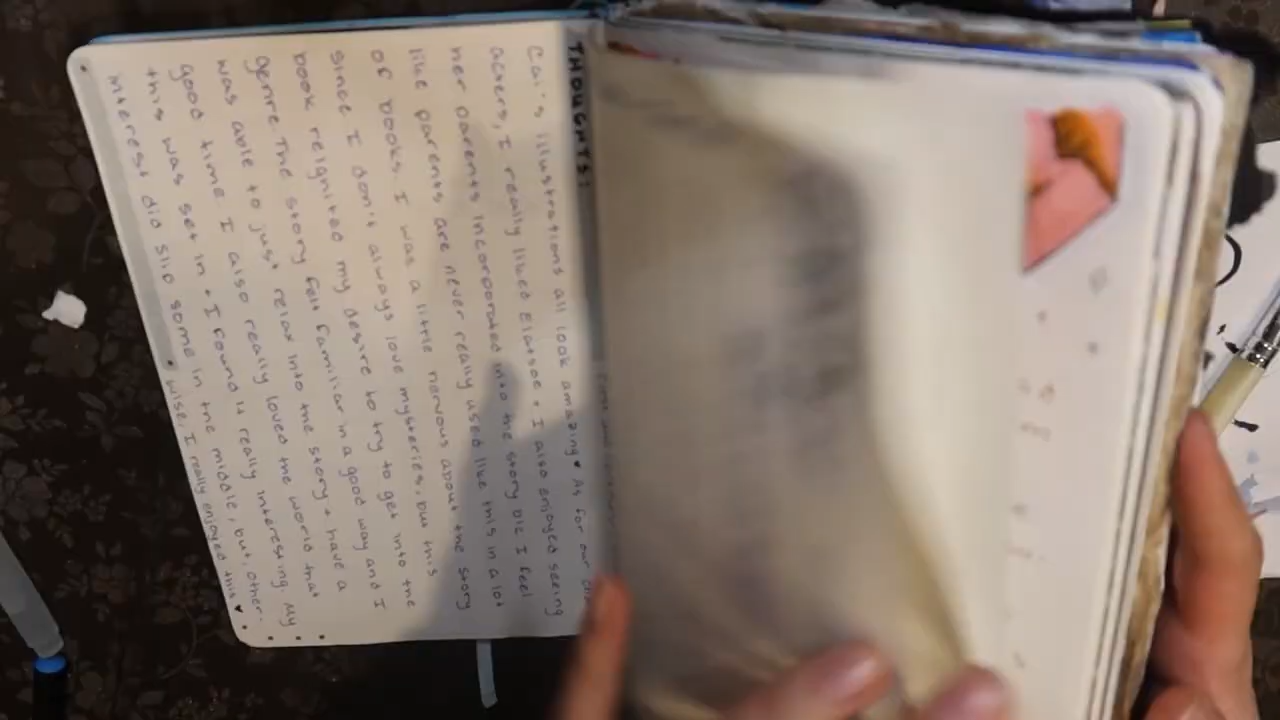 THOUGHTS:
Cai's illustrations all look amazing♥ As for our
acters, I really liked Elatsoe + I also enjoyed seeing
her parents incorporated into the story b/c I feel
like parents are never really used like this in a lot
of books. I was a little nervous about the story
since I don't always love mysteries, but this
book reignited my desire to try to get into the
genre. The story felt familiar in a good way and I
was able to just relax into the story + have a
good time. I also really loved the world that
this was set in + I found it really interesting. My
interest did slip some in the middle, but, other-
wise, I really enjoyed this ♥